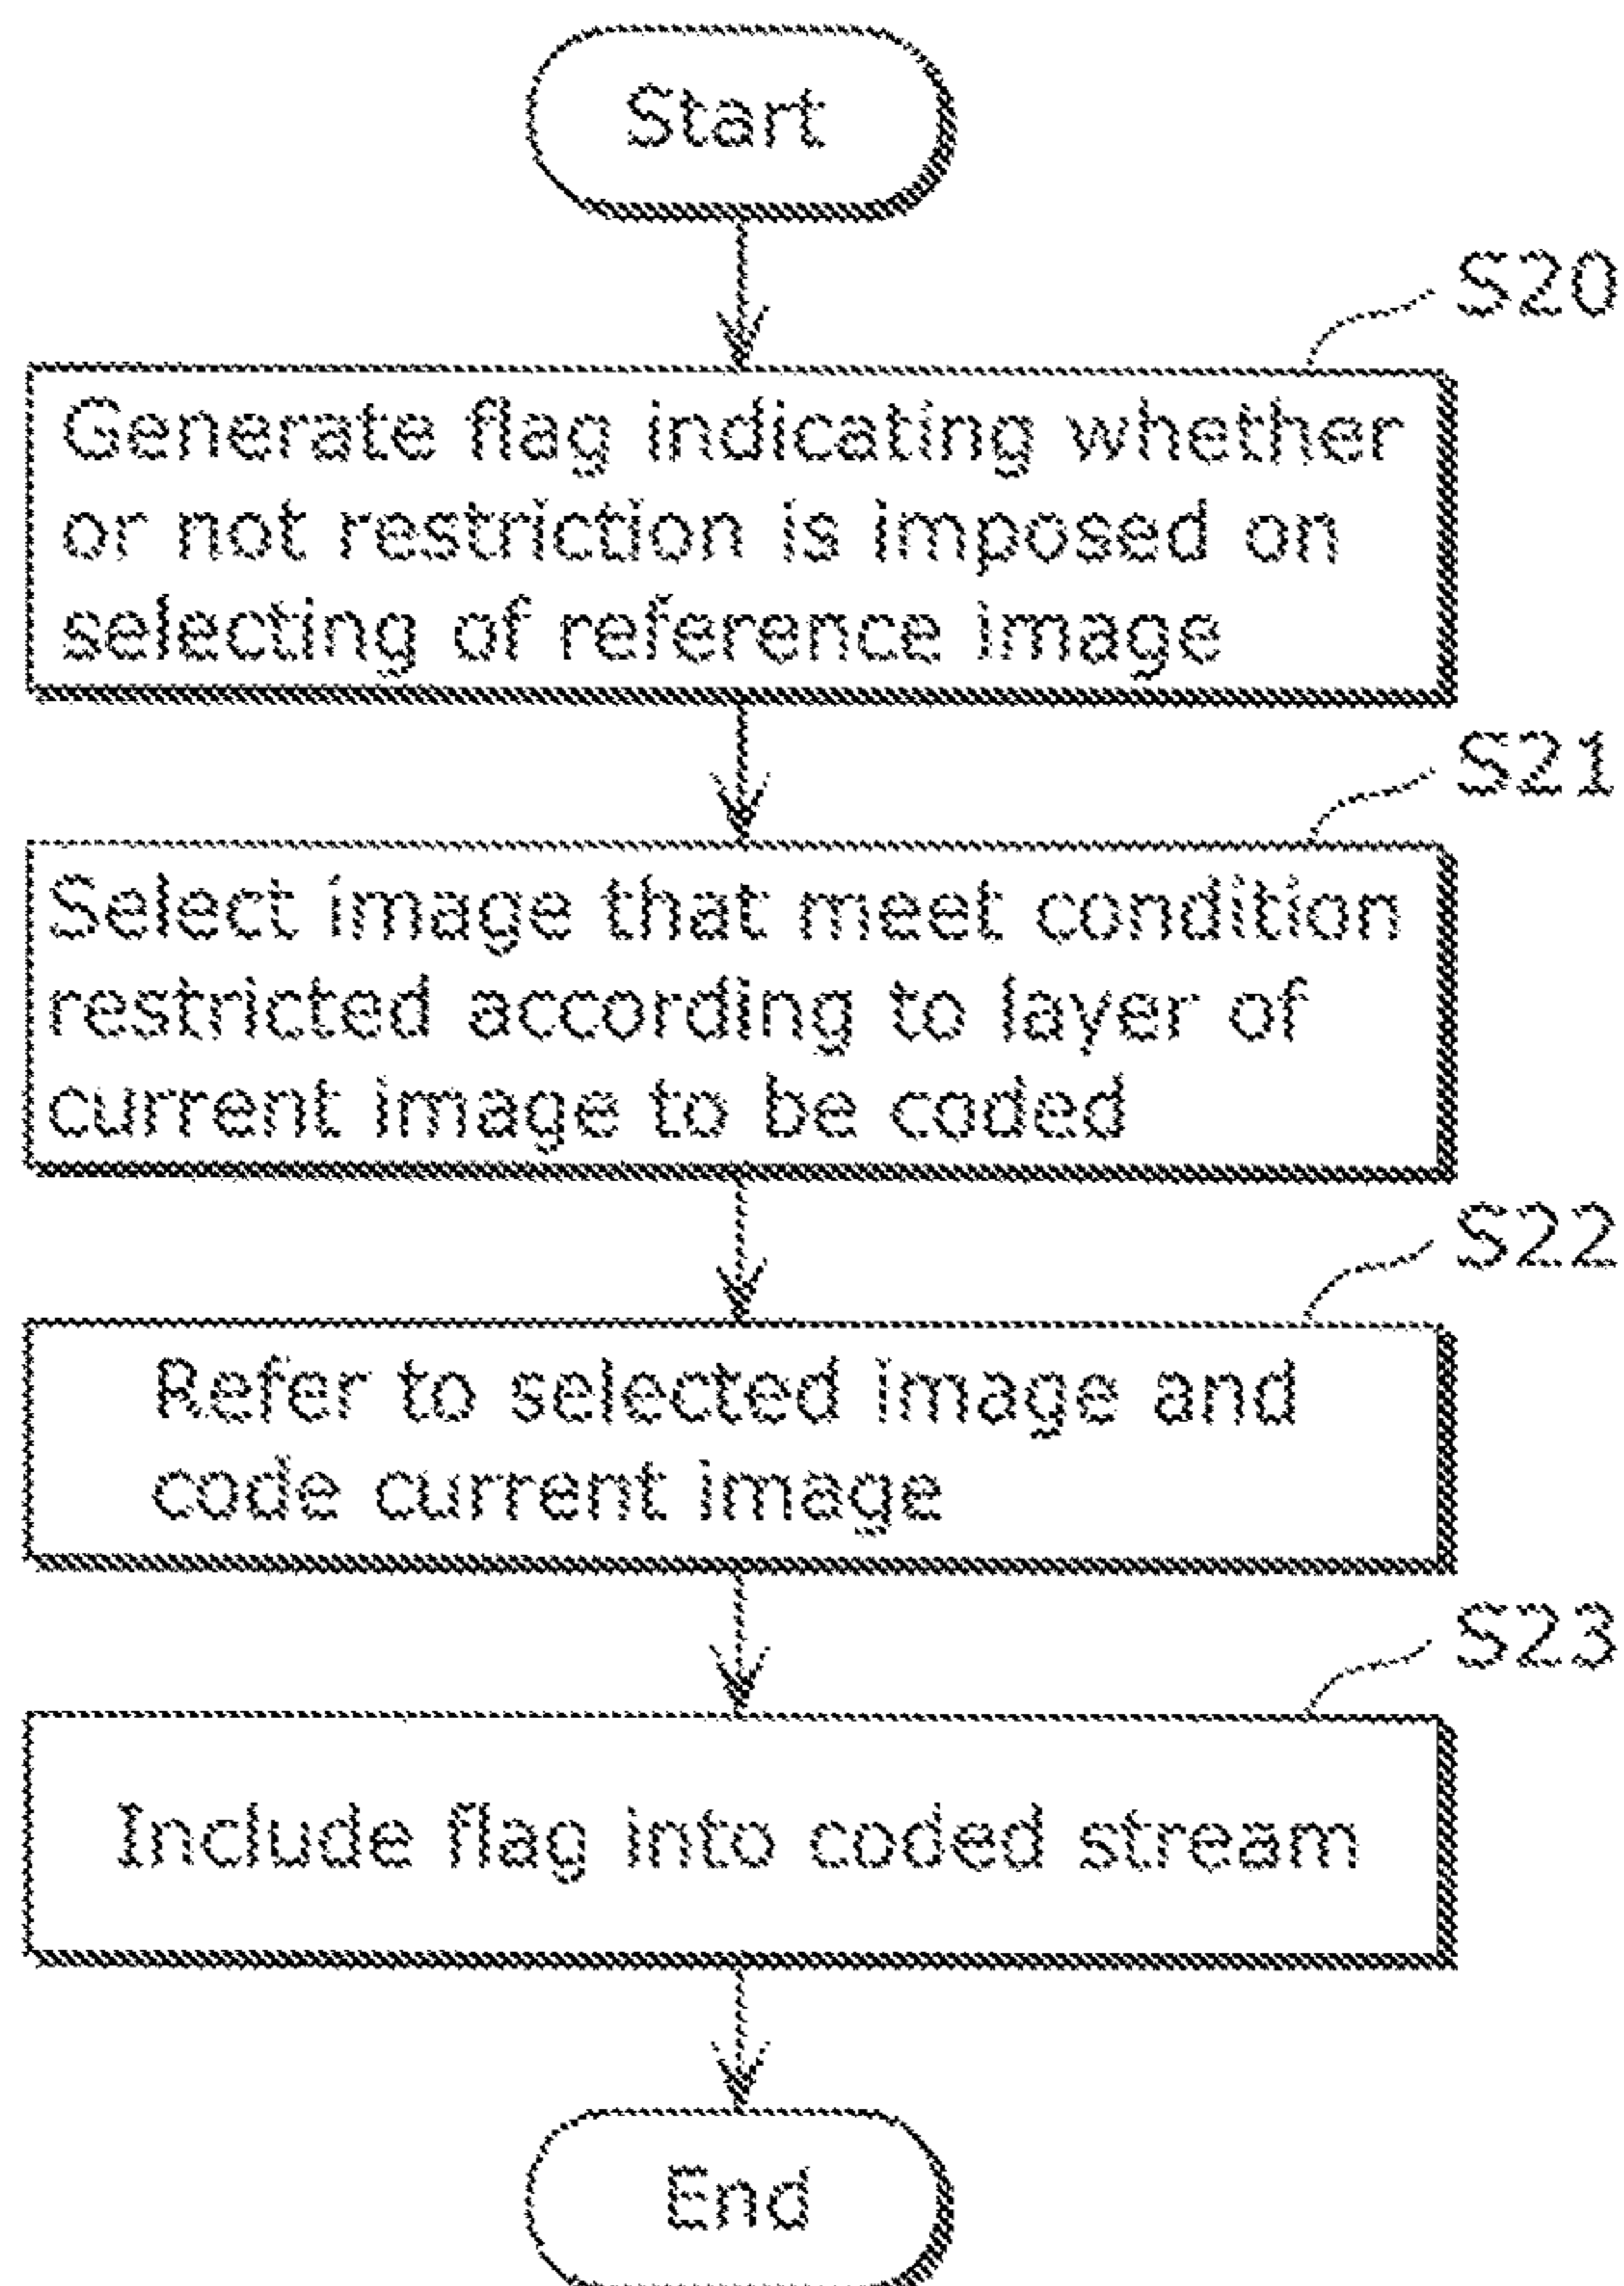 Start
S20
Generate flag indicating whether
or not restriction is imposed on
selecting of reference image
S21
Select image that meet condition
restricted according to layer of
current image to be coded
S22
Refer to selected image and
code current image
S23
Include flag into coded stream
End